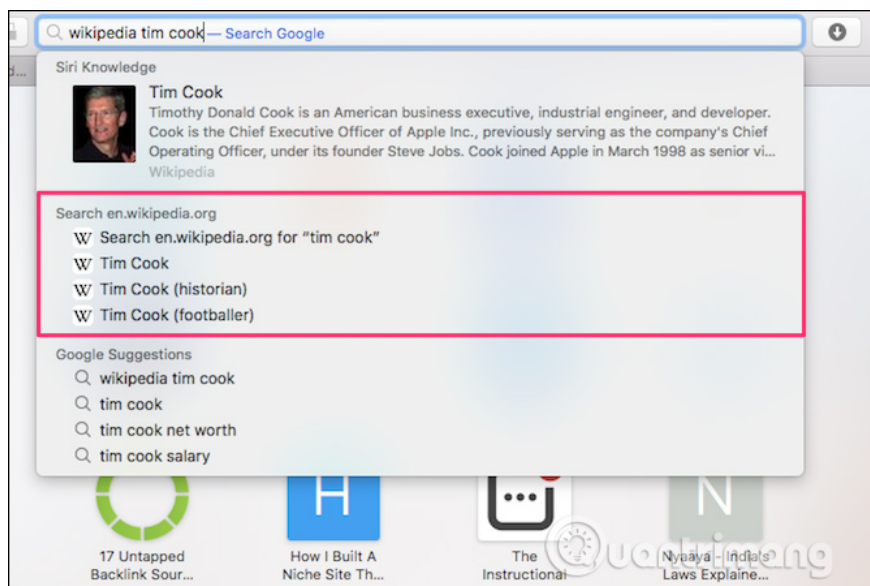 wikipedia tim cook — Search Google
d...
Siri Knowledge
Tim Cook
Timothy Donald Cook is an American business executive, industrial engineer, and developer.
Cook is the Chief Executive Officer of Apple Inc., previously serving as the company's Chief
Operating Officer, under its founder Steve Jobs. Cook joined Apple in March 1998 as senior vi...
Wikipedia
Search en.wikipedia.org
W Search en.wikipedia.org for “tim cook”
W Tim Cook
W Tim Cook (historian)
W Tim Cook (footballer)
Google Suggestions
wikipedia tim cook
tim cook
tim cook net worth
tim cook salary
H
N
17 Untapped
Backlink Sour...
How I Built A
Niche Site Th...
The
Instructional
Nyaaya - India's
Laws Explaine...
Quantrimang